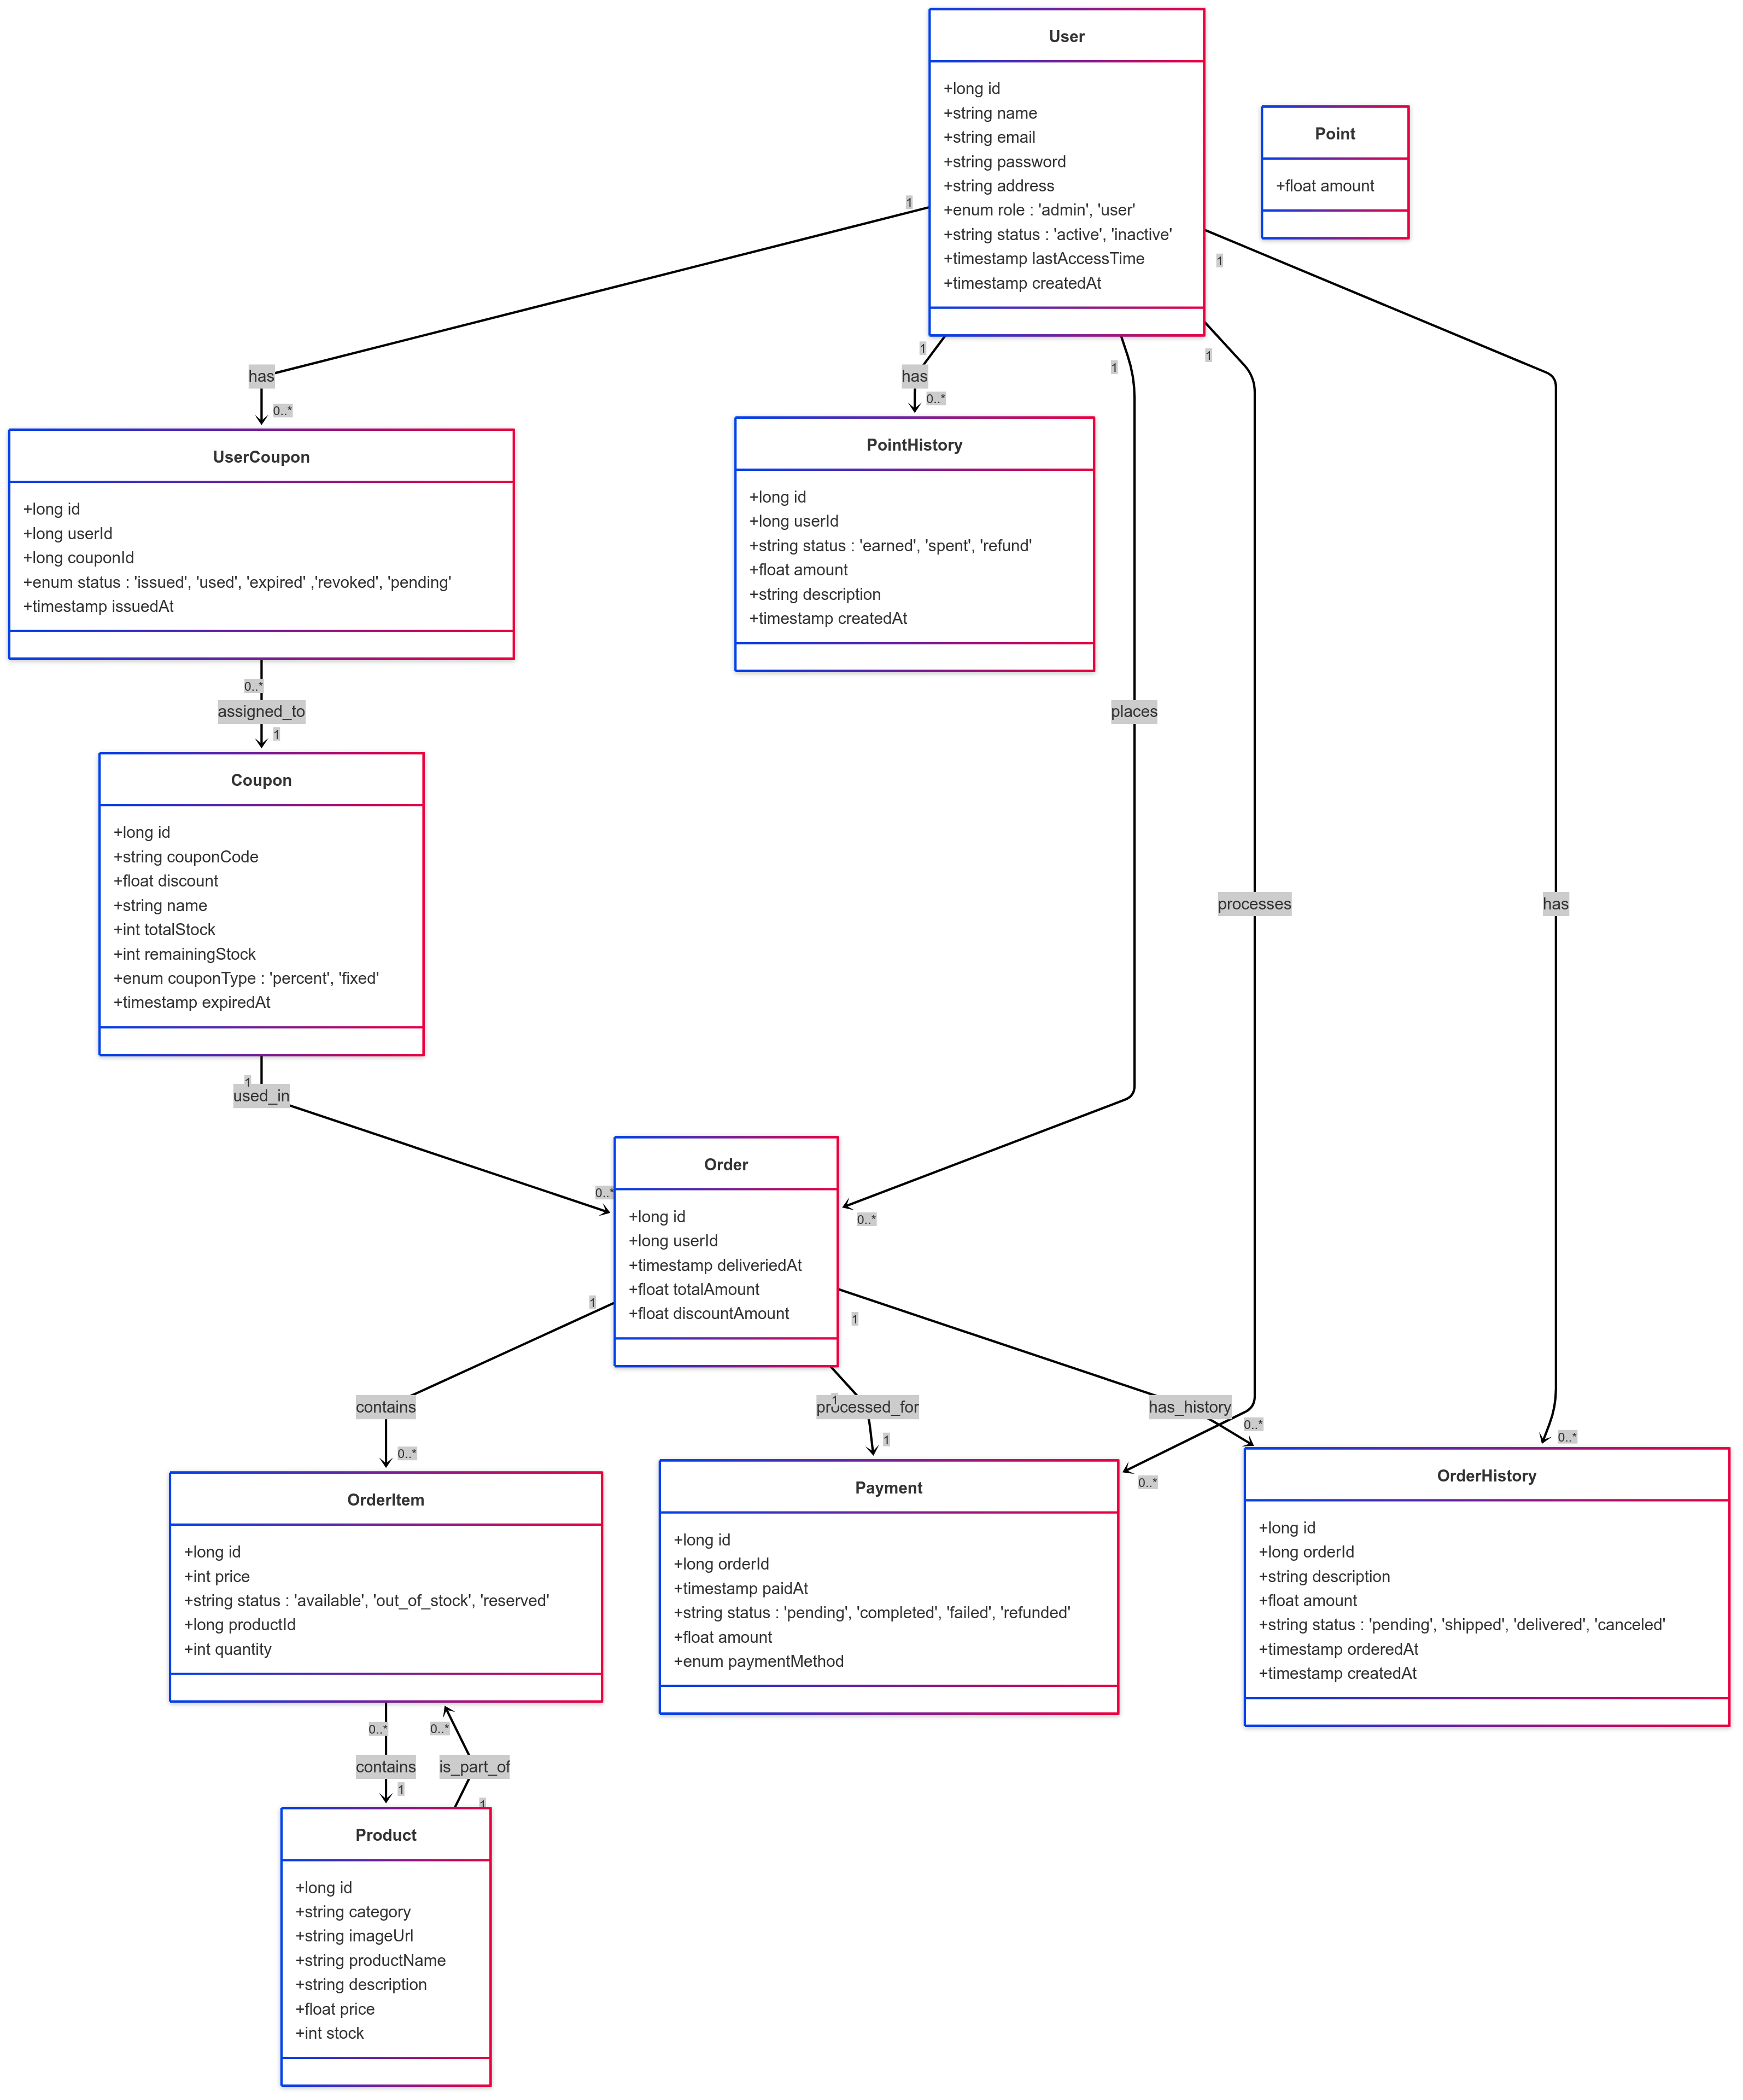 User
+long id
+string name
+string email
+string password
+string address
+enum role : 'admin', 'user'
+string status : 'active', 'inactive'
+timestamp lastAccessTime
+timestamp createdAt
Point
+float amount
1
1
1
1
1
has
0..*
has
0..*
UserCoupon
+long id
+long userId
+long couponId
+enum status : 'issued', 'used', 'expired' ,'revoked', 'pending'
+timestamp issuedAt
PointHistory
+long id
+long userId
+string status : 'earned', 'spent', 'refund'
+float amount
+string description
+timestamp createdAt
0..*
assigned_to
1
places
Coupon
+long id
+string couponCode
+float discount
+string name
+int totalStock
+int remainingStock
+enum couponType : 'percent', 'fixed'
+timestamp expiredAt
processes
has
1
used_in
0..*
0..*
Order
+long id
+long userId
+timestamp deliveriedAt
+float totalAmount
+float discountAmount
1
1
1
contains
processed_for
has_history
0..*
1
0..*
0..*
0..*
OrderItem
+long id
+int price
+string status : 'available', 'out_of_stock', 'reserved'
+long productId
+int quantity
Payment
+long id
+long orderId
+timestamp paidAt
+string status : 'pending', 'completed', 'failed', 'refunded'
+float amount
+enum paymentMethod
OrderHistory
+long id
+long orderId
+string description
+float amount
+string status : 'pending', 'shipped', 'delivered', 'canceled'
+timestamp orderedAt
+timestamp createdAt
0..*
0..*
contains
is_part_of
1
1
Product
+long id
+string category
+string imageUrl
+string productName
+string description
+float price
+int stock